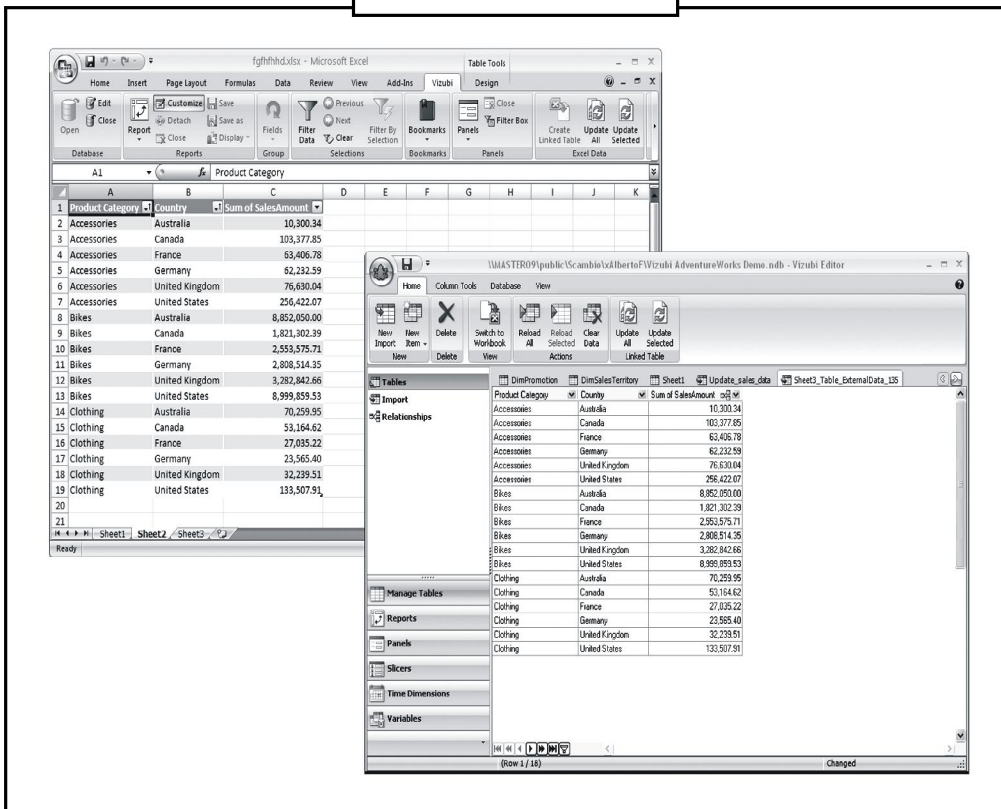 fgfhfhhd.xlsx - Microsoft Excel
Table Tools
Home Insert Page Layout Formulas Data Review View Add-Ins Vizubi Design
Edit Customize Save Previous Close
Close Detach Save as Next Filter Box
Open Report Close Display Fields Filter Data Clear Filter By Selection Bookmarks Panels Create Linked Table Update All Update Selected
Database Reports Group Selections Bookmarks Panels Excel Data
A1 fx Product Category
A B C D E F G H I J K
1 Product Category Country Sum of SalesAmount
2 Accessories Australia 10,300.34
3 Accessories Canada 103,377.85
4 Accessories France 63,406.78
5 Accessories Germany 62,232.59
6 Accessories United Kingdom 76,630.04
7 Accessories United States 256,422.07
8 Bikes Australia 8,852,050.00
9 Bikes Canada 1,821,302.39
10 Bikes France 2,553,575.71
11 Bikes Germany 2,808,514.35
12 Bikes United Kingdom 3,282,842.66
13 Bikes United States 8,999,859.53
14 Clothing Australia 70,259.95
15 Clothing Canada 53,164.62
16 Clothing France 27,035.22
17 Clothing Germany 23,565.40
18 Clothing United Kingdom 32,239.51
19 Clothing United States 133,507.91
20
21
Sheet1 Sheet2 Sheet3
Ready
\\MASTER09\public\Scambio\xAlbertoF\Vizubi AdventureWorks Demo.ndb - Vizubi Editor
Home Column Tools Database View
New Import New Item Delete Switch to Workbook Reload All Reload Selected Clear Data Update All Update Selected
New Delete View Actions Linked Table
Tables
Import
Relationships
Manage Tables
Reports
Panels
Slicers
Time Dimensions
Variables
DimPromotion DimSalesTerritory Sheet1 Update_sales_data Sheet3_Table_ExternalData_135
Product Category Country Sum of SalesAmount
Accessories Australia 10,300.34
Accessories Canada 103,377.85
Accessories France 63,406.78
Accessories Germany 62,232.59
Accessories United Kingdom 76,630.04
Accessories United States 256,422.07
Bikes Australia 8,852,050.00
Bikes Canada 1,821,302.39
Bikes France 2,553,575.71
Bikes Germany 2,808,514.35
Bikes United Kingdom 3,282,842.66
Bikes United States 8,999,859.53
Clothing Australia 70,259.95
Clothing Canada 53,164.62
Clothing France 27,035.22
Clothing Germany 23,565.40
Clothing United Kingdom 32,239.51
Clothing United States 133,507.91
(Row 1 / 18) Changed